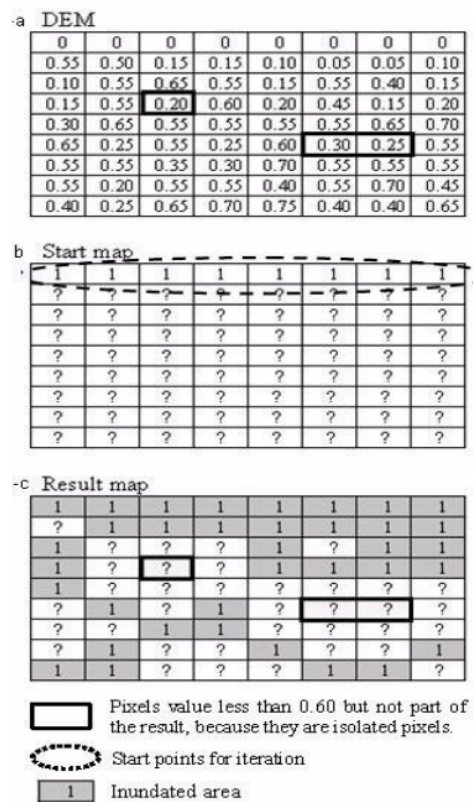 -a DEM
0 0 0 0 0 0 0 0
0.55 0.50 0.15 0.15 0.10 0.05 0.05 0.10
0.10 0.55 0.65 0.55 0.15 0.55 0.40 0.15
0.15 0.55 0.20 0.60 0.20 0.45 0.15 0.20
0.30 0.65 0.55 0.55 0.55 0.55 0.65 0.70
0.65 0.25 0.55 0.25 0.60 0.30 0.25 0.55
0.55 0.55 0.35 0.30 0.70 0.55 0.55 0.55
0.55 0.20 0.55 0.55 0.40 0.55 0.70 0.45
0.40 0.25 0.65 0.70 0.75 0.40 0.40 0.65
b Start map
1 1 1 1 1 1 1 1
? ? ? ? ? ? ? ?
? ? ? ? ? ? ? ?
? ? ? ? ? ? ? ?
? ? ? ? ? ? ? ?
? ? ? ? ? ? ? ?
? ? ? ? ? ? ? ?
? ? ? ? ? ? ? ?
? ? ? ? ? ? ? ?
-c Result map
1 1 1 1 1 1 1 1
? 1 1 1 1 1 1 1
1 ? ? ? 1 ? 1 1
1 ? ? ? 1 1 1 1
1 ? ? ? ? ? ? ?
? 1 ? 1 ? ? ? ?
? ? 1 1 ? ? ? ?
? 1 ? ? 1 ? ? 1
1 1 ? ? ? 1 1 ?
Pixels value less than 0.60 but not part of
the result, because they are isolated pixels.
Start points for iteration
1 Inundated area